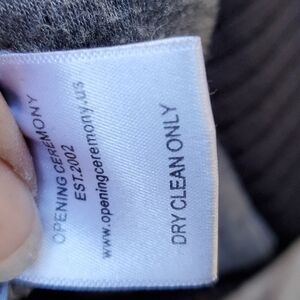 OPENING CEREMONY
EST.2002
www.openingceremony.us
DRY CLEAN ONLY